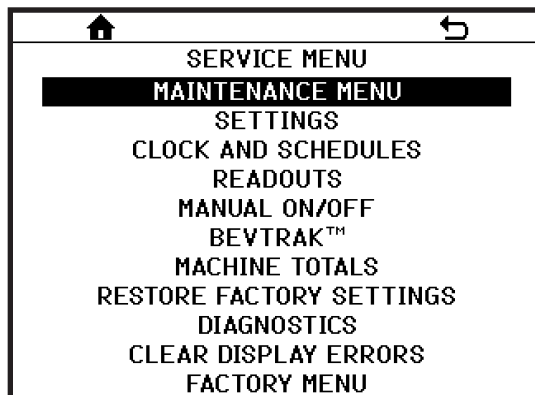 SERVICE MENU
MAINTENANCE MENU
SETTINGS
CLOCK AND SCHEDULES
READOUTS
MANUAL ON/OFF
BEVTRAK™
MACHINE TOTALS
RESTORE FACTORY SETTINGS
DIAGNOSTICS
CLEAR DISPLAY ERRORS
FACTORY MENU